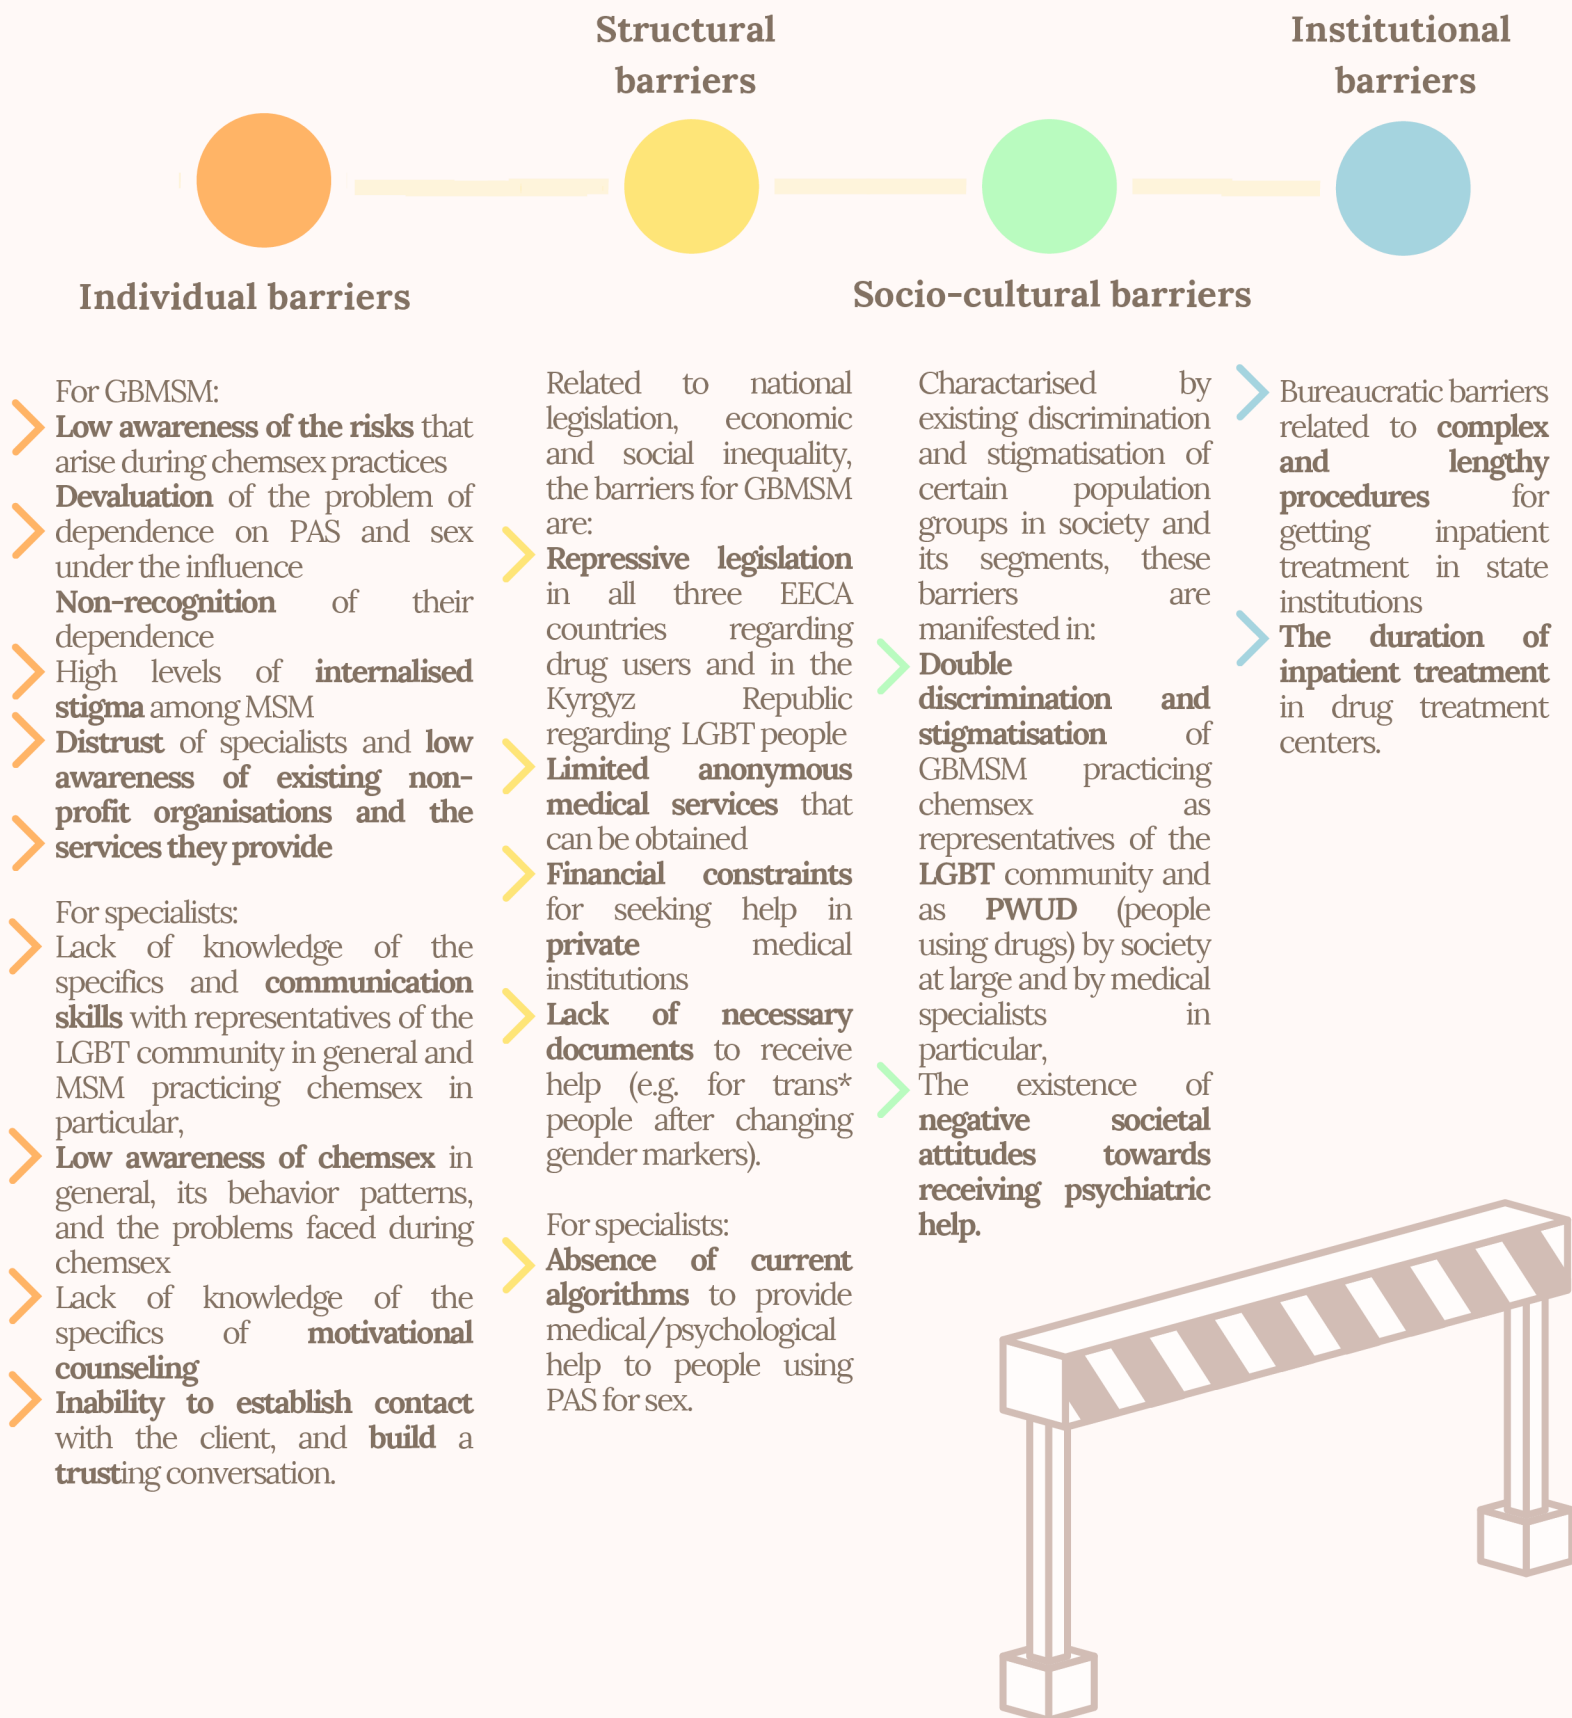 Structural
barriers
Institutional
barriers
Individual barriers
Socio-cultural barriers
For GBMSM:
Low awareness of the risks that
arise during chemsex practices
Devaluation of the problem of
dependence on PAS and sex
under the influence
Non-recognition of their
dependence
High levels of internalised
stigma among MSM
Distrust of specialists and low
awareness of existing non-
profit organisations and the
services they provide
For specialists:
Lack of knowledge of the
specifics and communication
skills with representatives of the
LGBT community in general and
MSM practicing chemsex in
particular,
Low awareness of chemsex in
general, its behavior patterns,
and the problems faced during
chemsex
Lack of knowledge of the
specifics of motivational
counseling
Inability to establish contact
with the client, and build a
trusting conversation.
Related to national
legislation, economic
and social inequality,
the barriers for GBMSM
are:
Repressive legislation
in all three EECA
countries regarding
drug users and in the
Kyrgyz Republic
regarding LGBT people
Limited anonymous
medical services that
can be obtained
Financial constraints
for seeking help in
private medical
institutions
Lack of necessary
documents to receive
help (e.g. for trans*
people after changing
gender markers).
For specialists:
Absence of current
algorithms to provide
medical/psychological
help to people using
PAS for sex.
Charactarised by
existing discrimination
and stigmatisation of
certain population
groups in society and
its segments, these
barriers are
manifested in:
Double
discrimination and
stigmatisation of
GBMSM practicing
chemsex as
representatives of the
LGBT community and
as PWUD (people
using drugs) by society
at large and by medical
specialists in
particular,
The existence of
negative societal
attitudes towards
receiving psychiatric
help.
Bureaucratic barriers
related to complex
and lengthy
procedures for
getting inpatient
treatment in state
institutions
The duration of
inpatient treatment
in drug treatment
centers.